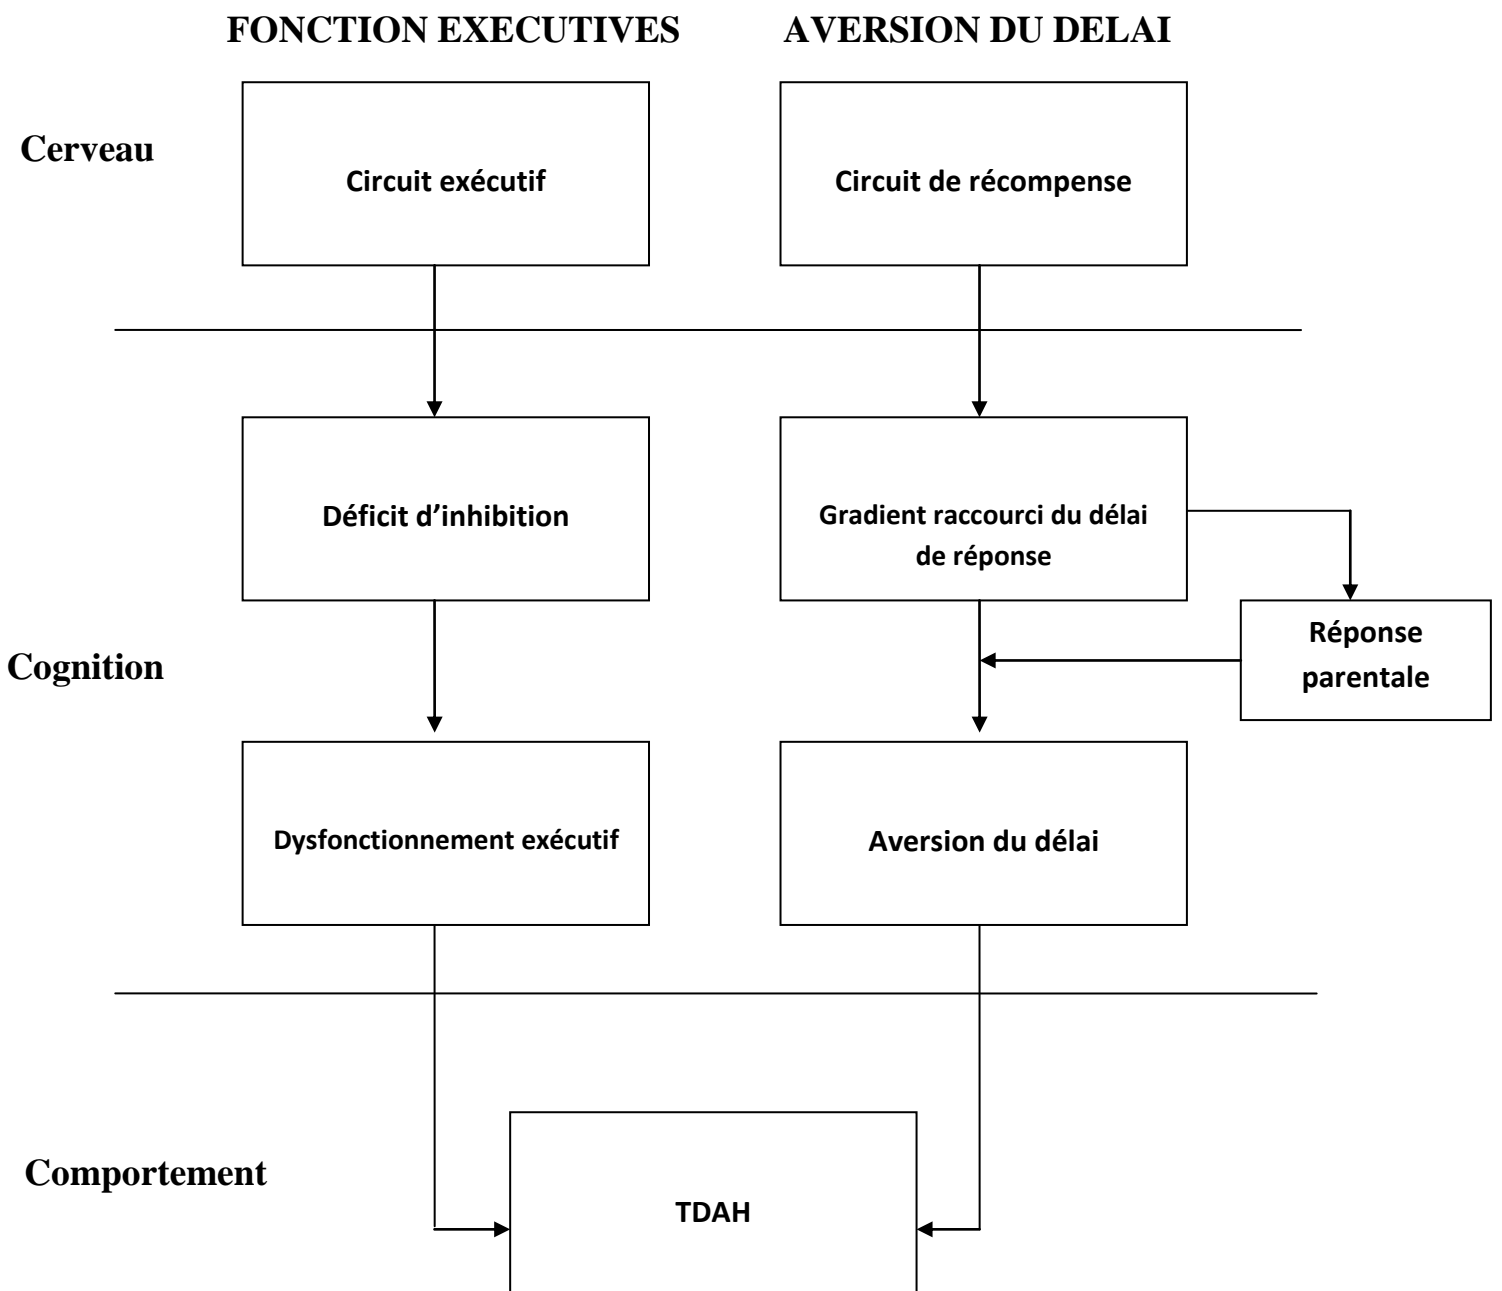 FONCTION EXECUTIVES
AVERSION DU DELAI
Cerveau
Circuit exécutif
Circuit de récompense
Déficit d’inhibition
Gradient raccourci du délai
de réponse
Réponse
parentale
Cognition
Dysfonctionnement exécutif
Aversion du délai
Comportement
TDAH